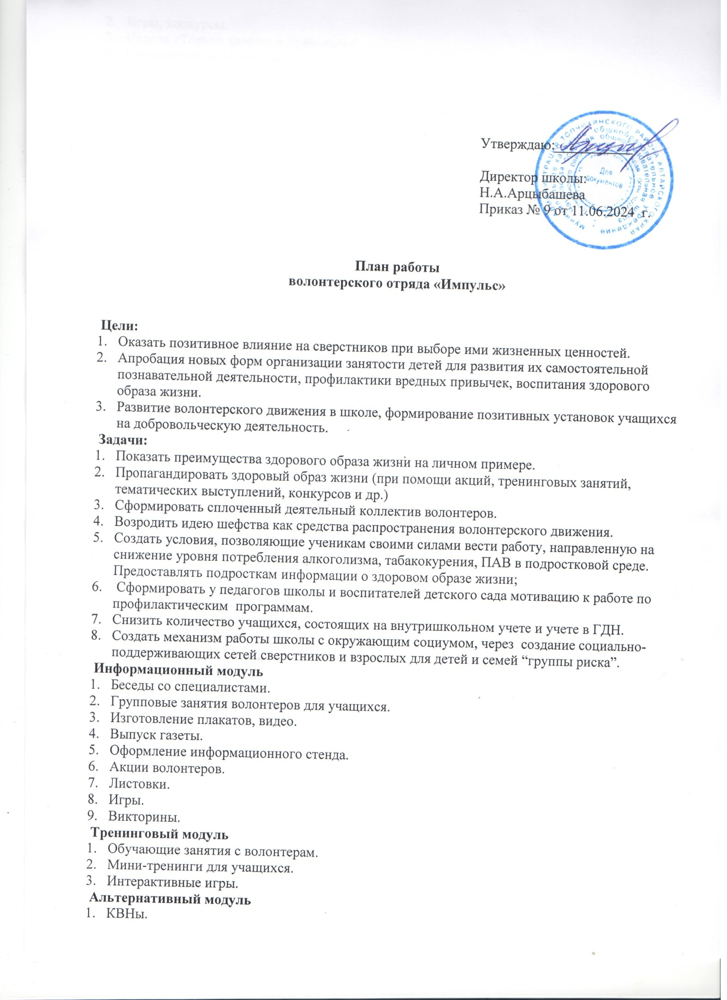 2. Игры, конкурсы.
Утверждаю:
Директор школы:
Н.А.Арцыбашева
Приказ № 9 от 11.06.2024 г.
АДМИНИСТРАЦИЯ ТОПЧИХИНСКОГО РАЙОНА АЛТАЙСКОГО КРАЯ
Для
документов
План работы
волонтерского отряда «Импульс»
Цели:
1. Оказать позитивное влияние на сверстников при выборе ими жизненных ценностей.
2. Апробация новых форм организации занятости детей для развития их самостоятельной
познавательной деятельности, профилактики вредных привычек, воспитания здорового
образа жизни.
3. Развитие волонтерского движения в школе, формирование позитивных установок учащихся
на добровольческую деятельность.
Задачи:
1. Показать преимущества здорового образа жизни на личном примере.
2. Пропагандировать здоровый образ жизни (при помощи акций, тренинговых занятий,
тематических выступлений, конкурсов и др.)
3. Сформировать сплоченный деятельный коллектив волонтеров.
4. Возродить идею шефства как средства распространения волонтерского движения.
5. Создать условия, позволяющие ученикам своими силами вести работу, направленную на
снижение уровня потребления алкоголизма, табакокурения, ПАВ в подростковой среде.
Предоставлять подросткам информации о здоровом образе жизни;
6. Сформировать у педагогов школы и воспитателей детского сада мотивацию к работе по
профилактическим программам.
7. Снизить количество учащихся, состоящих на внутришкольном учете и учете в ГДН.
8. Создать механизм работы школы с окружающим социумом, через создание социально-
поддерживающих сетей сверстников и взрослых для детей и семей “группы риска”.
Информационный модуль
1. Беседы со специалистами.
2. Групповые занятия волонтеров для учащихся.
3. Изготовление плакатов, видео.
4. Выпуск газеты.
5. Оформление информационного стенда.
6. Акции волонтеров.
7. Листовки.
8. Игры.
9. Викторины.
Тренинговый модуль
1. Обучающие занятия с волонтерам.
2. Мини-тренинги для учащихся.
3. Интерактивные игры.
Альтернативный модуль
1. КВНы.